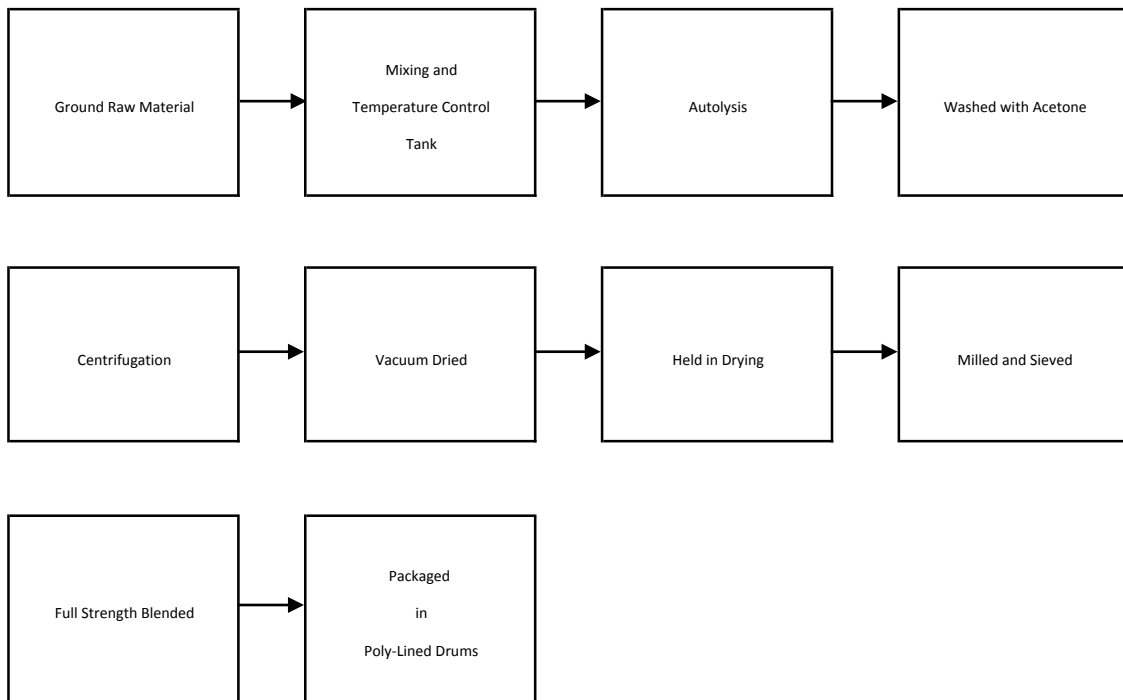 Ground Raw Material
Mixing and
Temperature Control
Tank
Autolysis
Washed with Acetone
Centrifugation
Vacuum Dried
Held in Drying
Milled and Sieved
Full Strength Blended
Packaged
in
Poly-Lined Drums